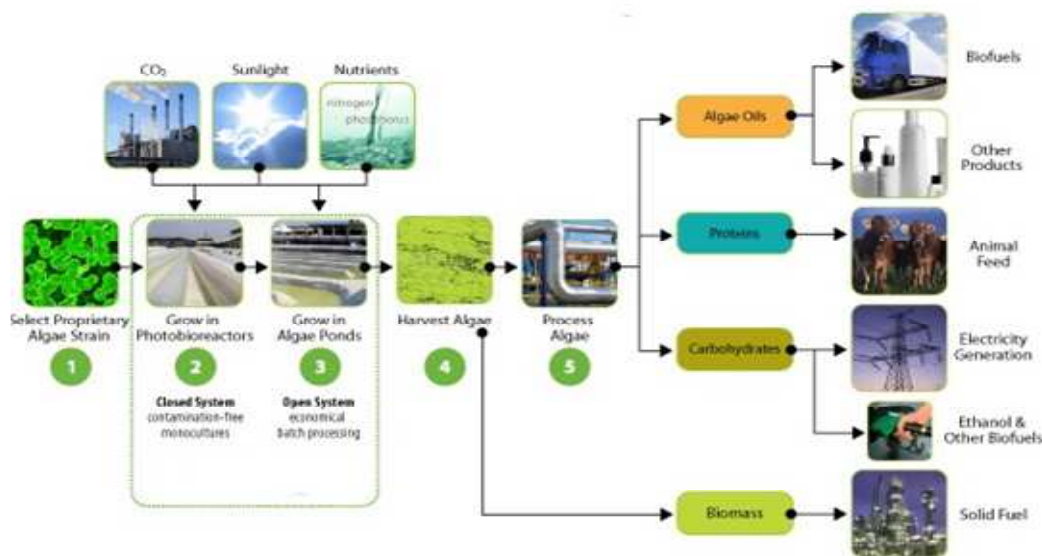 CO₂
Sunlight
Nutrients
nitrogen
phosphorus
Select Proprietary
Algae Strain
1
Grow in
Photobioreactors
2
Closed System
contamination-free
monocultures
Grow in
Algae Ponds
3
Open System
economical
batch processing
Harvest Algae
4
Process
Algae
5
Algae Oils
Proteins
Carbohydrates
Biomass
Biofuels
Other
Products
Animal
Feed
Electricity
Generation
Ethanol &
Other Biofuels
Solid Fuel